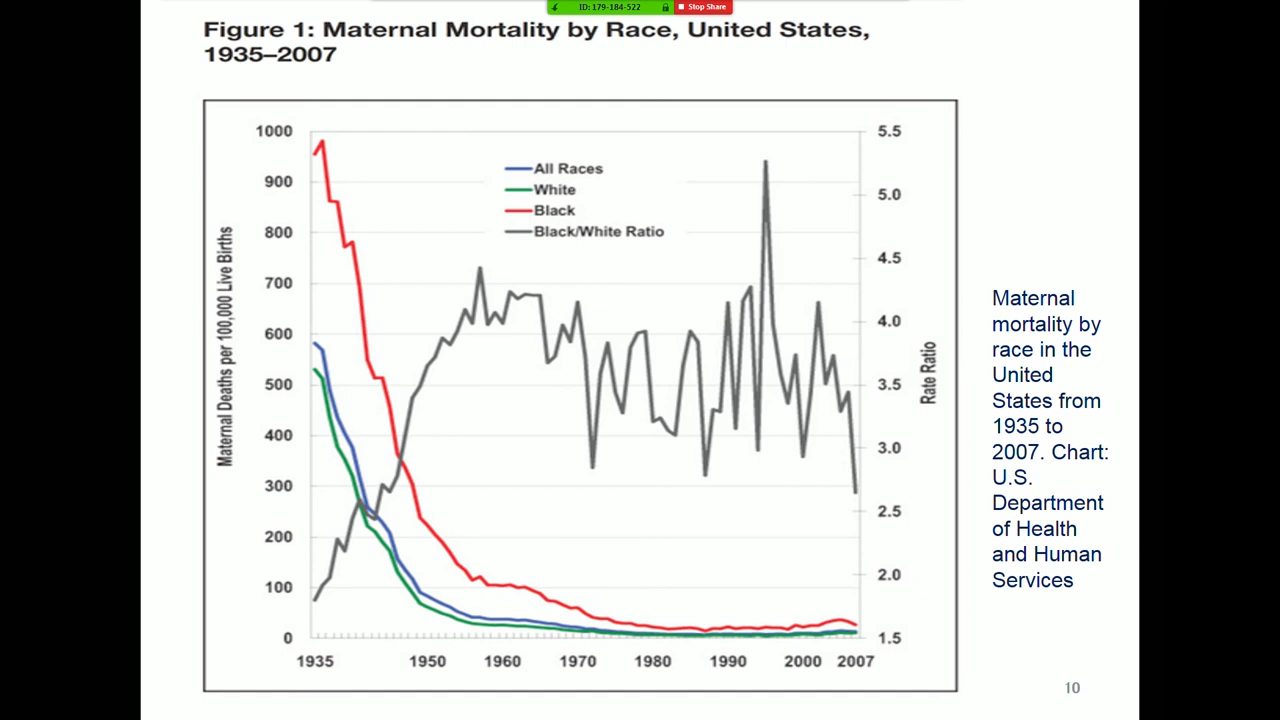 ID: 179-184-522
Stop Share
Figure 1: Maternal Mortality by Race, United States,
1935–2007
Maternal Deaths per 100,000 Live Births
1000
900
800
700
600
500
400
300
200
100
0
All Races
White
Black
Black/White Ratio
5.5
5.0
4.5
4.0
3.5
3.0
2.5
2.0
1.5
Rate Ratio
1935
1950
1960
1970
1980
1990
2000
2007
Maternal
mortality by
race in the
United
States from
1935 to
2007. Chart:
U.S.
Department
of Health
and Human
Services
10